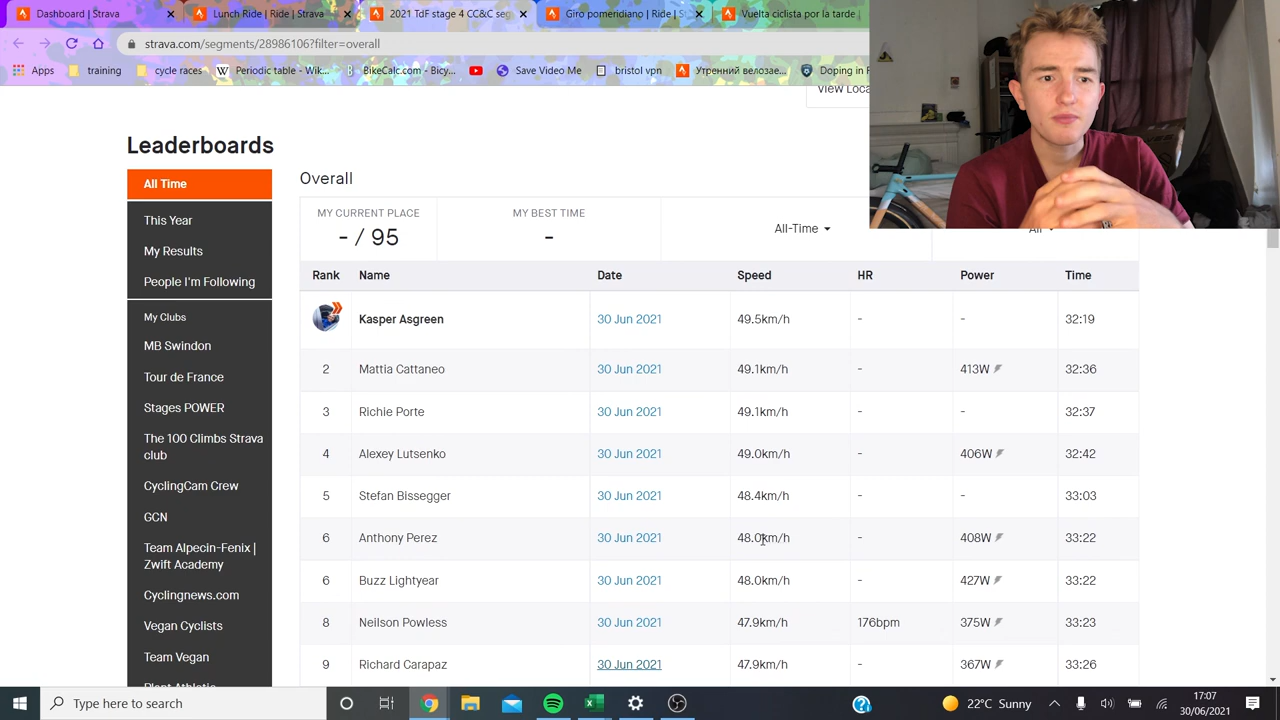 Dashboard | Strava
Lunch Ride | Ride | Strava
2021 TdF stage 4 CC&C sec
Giro pomeridiano | Ride | S
Vuelta ciclista por la tarde |
strava.com/segments/28986106?filter=overall
Apps training cycle races Periodic table - Wik... BikeCalc.com - Bicy... Save Video Me bristol vpn Утренний велозае... Doping in
View Loca
Leaderboards
All Time
This Year
My Results
People I'm Following
My Clubs
MB Swindon
Tour de France
Stages POWER
The 100 Climbs Strava
club
CyclingCam Crew
GCN
Team Alpecin-Fenix |
Zwift Academy
Cyclingnews.com
Vegan Cyclists
Team Vegan
Overall
MY CURRENT PLACE MY BEST TIME
- / 95 - All-Time All
Rank Name Date Speed HR Power Time
Kasper Asgreen 30 Jun 2021 49.5km/h - - 32:19
2 Mattia Cattaneo 30 Jun 2021 49.1km/h - 413W 32:36
3 Richie Porte 30 Jun 2021 49.1km/h - - 32:37
4 Alexey Lutsenko 30 Jun 2021 49.0km/h - 406W 32:42
5 Stefan Bissegger 30 Jun 2021 48.4km/h - - 33:03
6 Anthony Perez 30 Jun 2021 48.0km/h - 408W 33:22
6 Buzz Lightyear 30 Jun 2021 48.0km/h - 427W 33:22
8 Neilson Powless 30 Jun 2021 47.9km/h 176bpm 375W 33:23
9 Richard Carapaz 30 Jun 2021 47.9km/h - 367W 33:26
Type here to search
22°C Sunny
17:07
30/06/2021